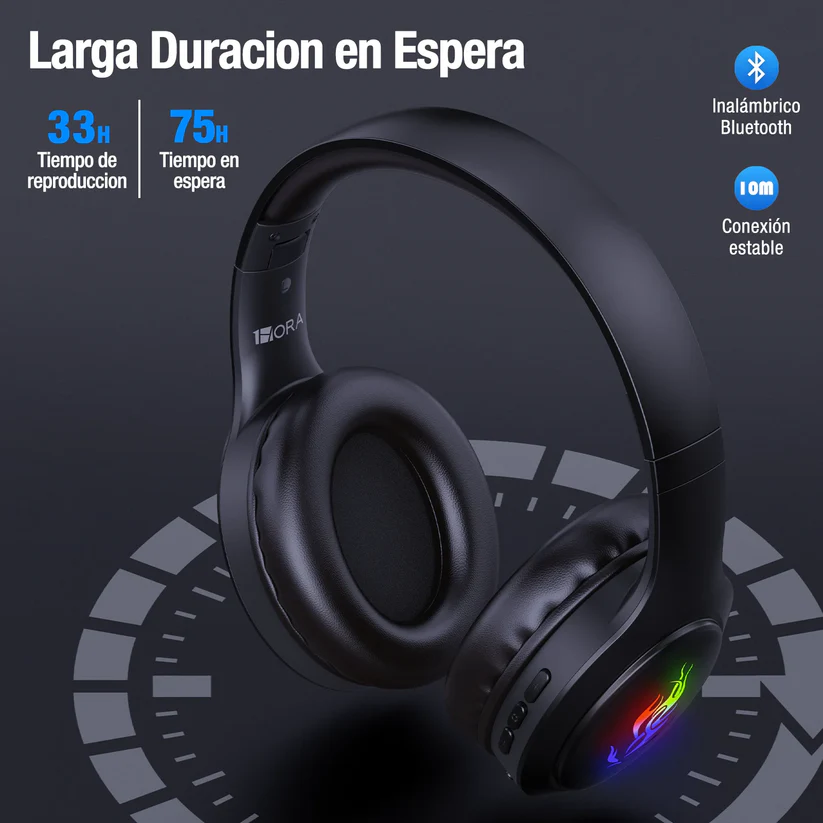 Larga Duracion en Espera
33H
Tiempo de
reproduccion
75H
Tiempo en
espera
Inalámbrico
Bluetooth
10M
Conexión
estable
1HORA